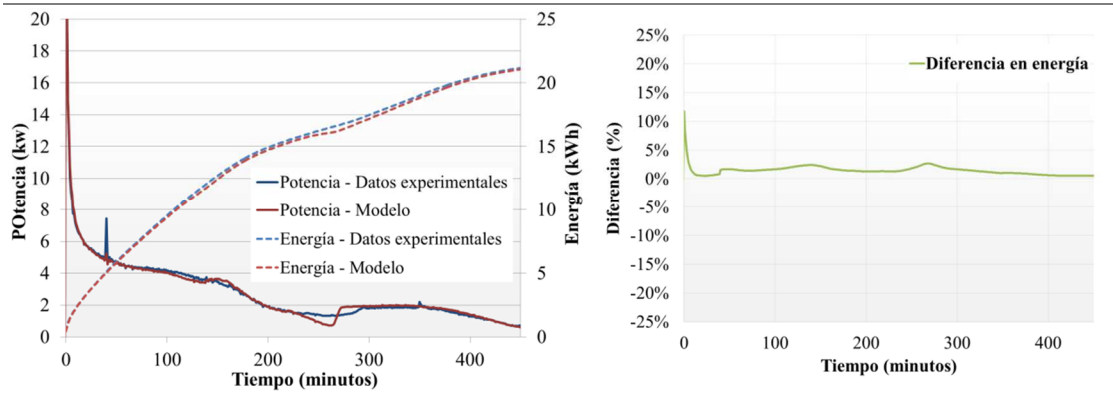 20
18
16
14
12
10
8
6
4
2
0
POtencia (kw)
25
20
15
10
5
0
Energía (kWh)
Potencia - Datos experimentales
Potencia - Modelo
Energía - Datos experimentales
Energía - Modelo
0 100 200 300 400
Tiempo (minutos)
25%
20%
15%
10%
5%
0%
-5%
-10%
-15%
-20%
-25%
Diferencia (%)
Diferencia en energía
0 100 200 300 400
Tiempo (minutos)